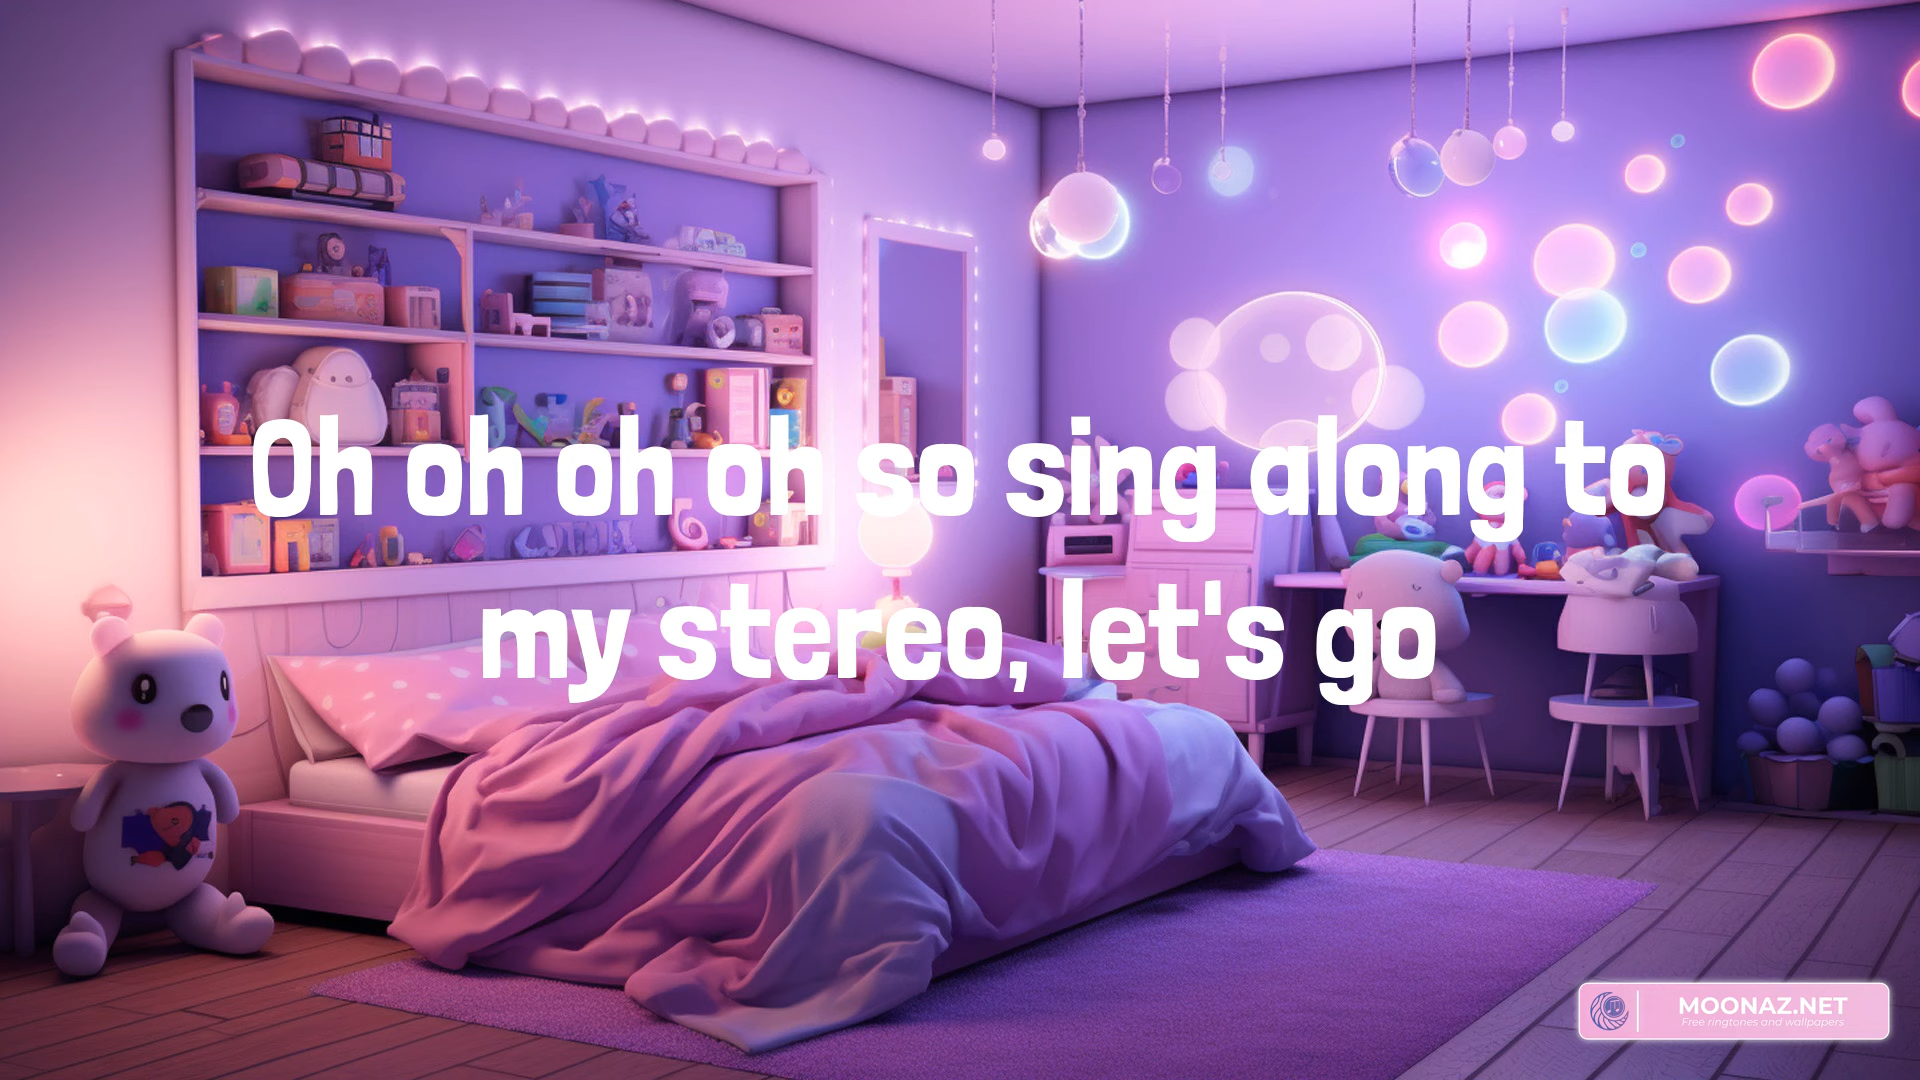 Oh oh oh oh so sing along to
my stereo, let's go
MOONAZ.NET
Free ringtones and wallpapers